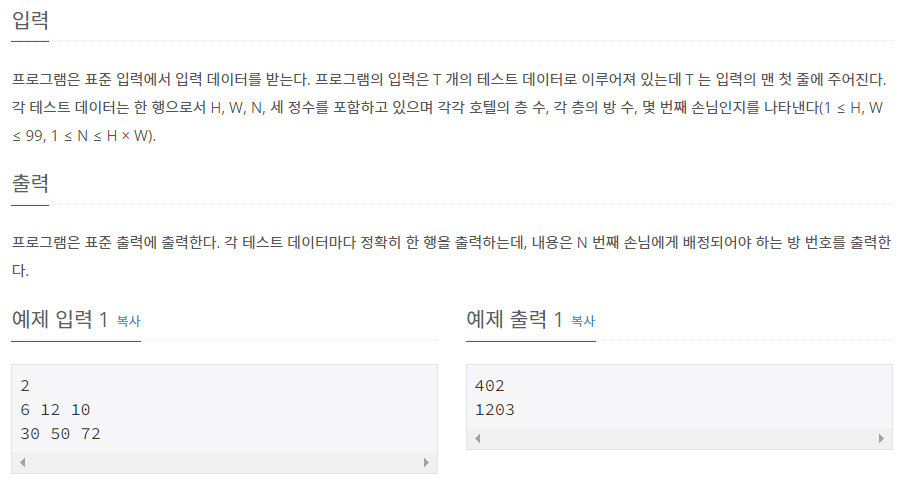 입력
프로그램은 표준 입력에서 입력 데이터를 받는다. 프로그램의 입력은 T 개의 테스트 데이터로 이루어져 있는데 T 는 입력의 맨 첫 줄에 주어진다.
각 테스트 데이터는 한 행으로서 H, W, N, 세 정수를 포함하고 있으며 각각 호텔의 층 수, 각 층의 방 수, 몇 번째 손님인지를 나타낸다(1 ≤ H, W
≤ 99, 1 ≤ N ≤ H × W).
출력
프로그램은 표준 출력에 출력한다. 각 테스트 데이터마다 정확히 한 행을 출력하는데, 내용은 N 번째 손님에게 배정되어야 하는 방 번호를 출력한
다.
예제 입력 1 복사
2
6 12 10
30 50 72
예제 출력 1 복사
402
1203